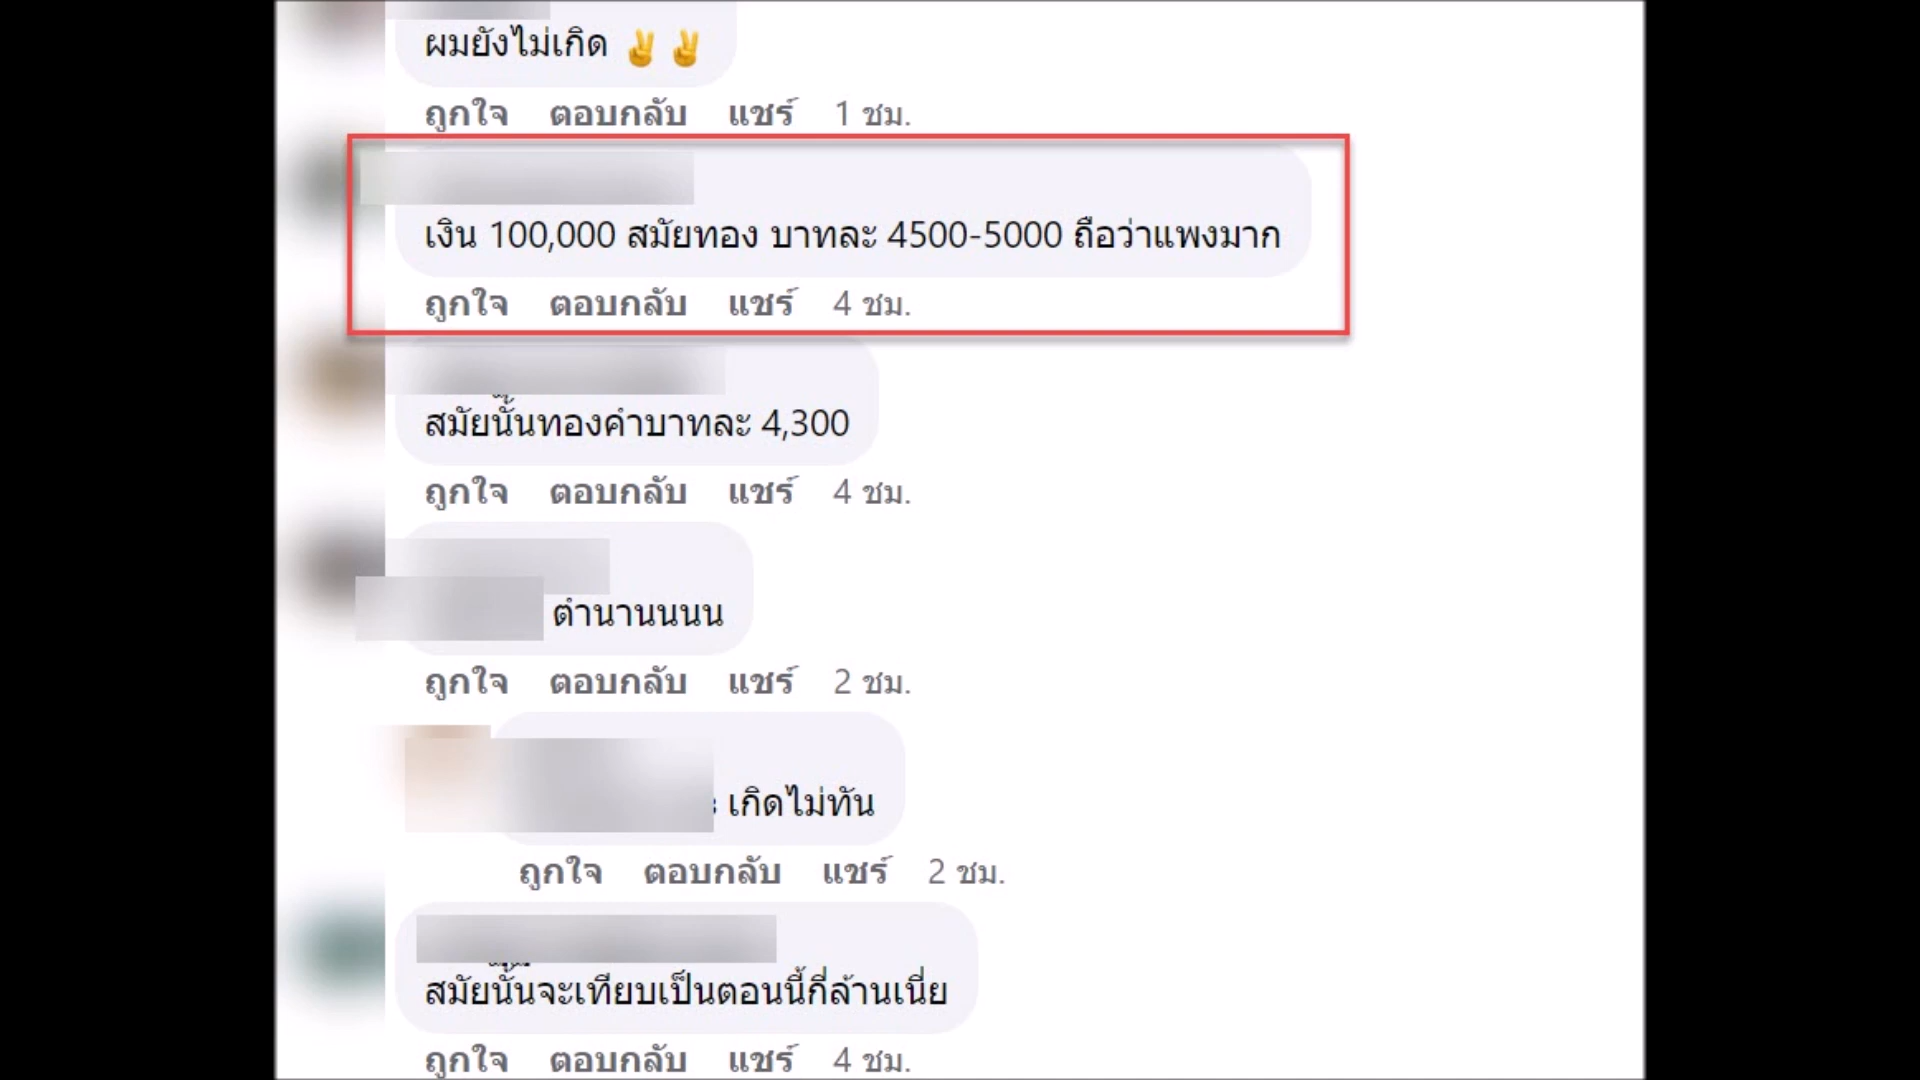 ผมยังไม่เกิด ✌✌
ถูกใจ ตอบกลับ แชร์ 1 ชม.
เงิน 100,000 สมัยทอง บาทละ 4500-5000 ถือว่าแพงมาก
ถูกใจ ตอบกลับ แชร์ 4 ชม.
สมัยนั้นทองคำบาทละ 4,300
ถูกใจ ตอบกลับ แชร์ 4 ชม.
ตำนานนนน
ถูกใจ ตอบกลับ แชร์ 2 ชม.
เกิดไม่ทัน
ถูกใจ ตอบกลับ แชร์ 2 ชม.
สมัยนั้นจะเทียบเป็นตอนนี้กี่ล้านเนี่ย
ถูกใจ ตอบกลับ แชร์ 4 ชม.